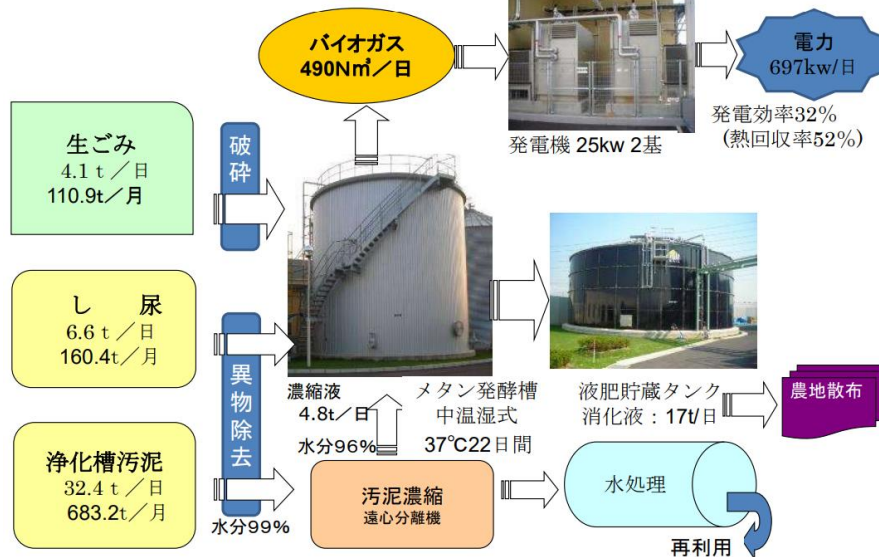 バイオガス
490N㎥／日
電力
697kw/日
発電効率32%
(熱回収率52%)
発電機 25kw 2基
生ごみ
4.1ｔ／日
110.9t／月
破砕
し　尿
6.6ｔ／日
160.4t／月
異物除去
濃縮液
4.8t／日
水分96%
メタン発酵槽
中温湿式
37℃22日間
液肥貯蔵タンク
消化液：17t/日
農地散布
浄化槽汚泥
32.4ｔ／日
683.2t／月
水分99%
汚泥濃縮
遠心分離機
水処理
再利用